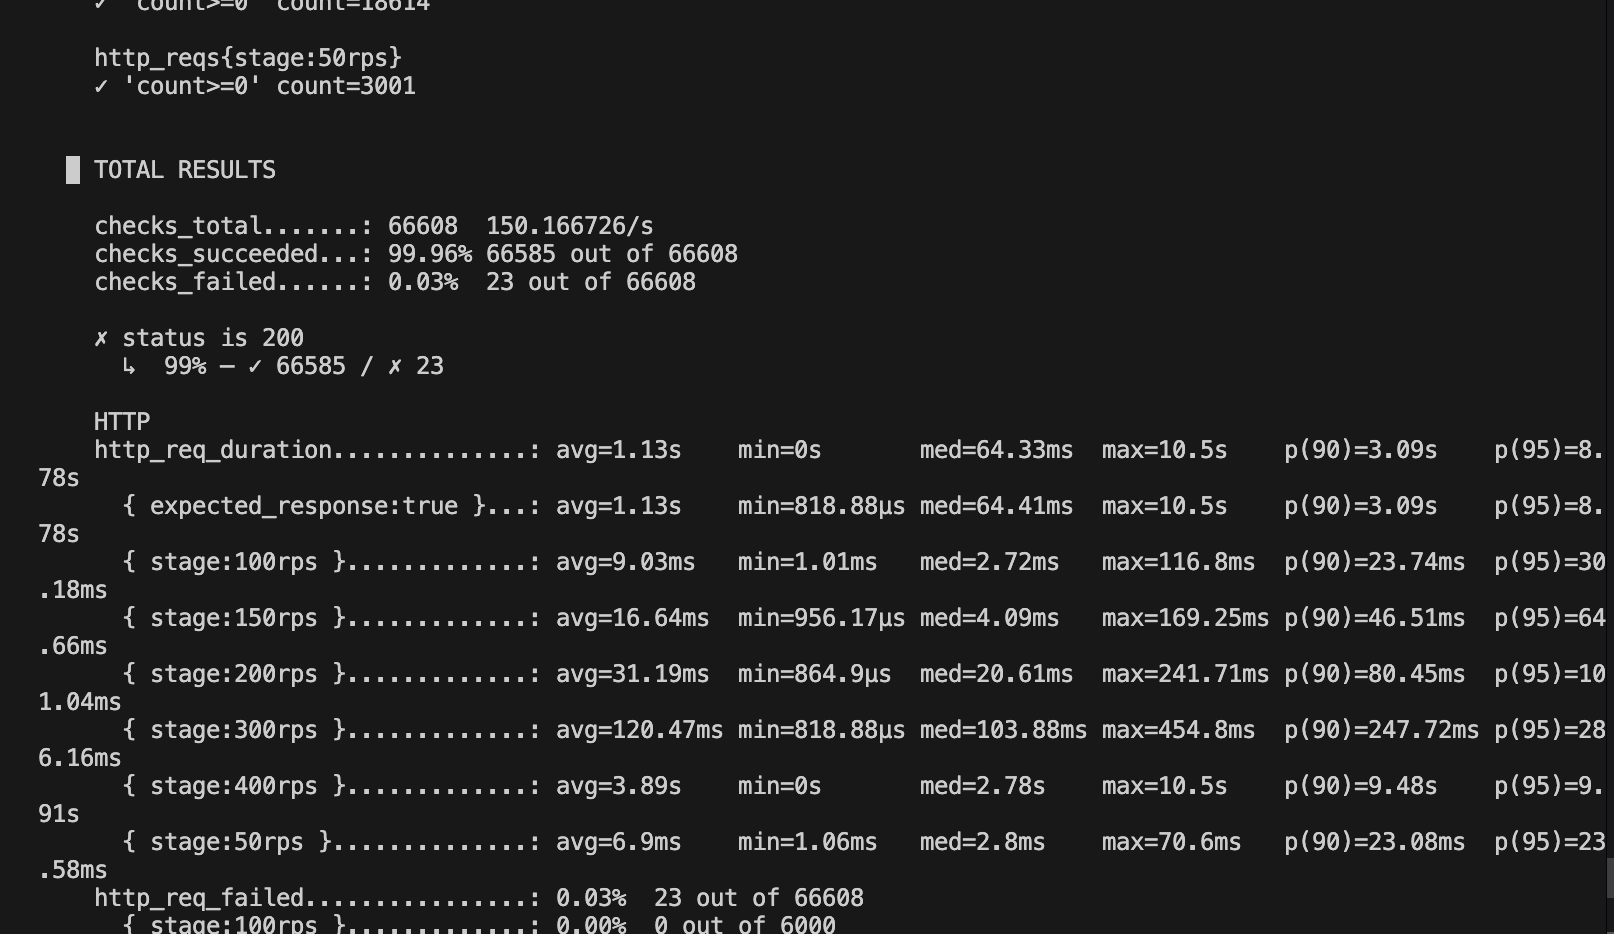 ✓ 'count>=0' count=18614
http_reqs{stage:50rps}
✓ 'count>=0' count=3001
█ TOTAL RESULTS
checks_total.......: 66608  150.166726/s
checks_succeeded...: 99.96% 66585 out of 66608
checks_failed......: 0.03%  23 out of 66608
✗ status is 200
↳  99% — ✓ 66585 / ✗ 23
HTTP
http_req_duration..............: avg=1.13s    min=0s       med=64.33ms  max=10.5s    p(90)=3.09s    p(95)=8.
78s
{ expected_response:true }...: avg=1.13s    min=818.88µs med=64.41ms  max=10.5s    p(90)=3.09s    p(95)=8.
78s
{ stage:100rps }.............: avg=9.03ms   min=1.01ms   med=2.72ms   max=116.8ms  p(90)=23.74ms  p(95)=30
.18ms
{ stage:150rps }.............: avg=16.64ms  min=956.17µs med=4.09ms   max=169.25ms p(90)=46.51ms  p(95)=64
.66ms
{ stage:200rps }.............: avg=31.19ms  min=864.9µs  med=20.61ms  max=241.71ms p(90)=80.45ms  p(95)=10
1.04ms
{ stage:300rps }.............: avg=120.47ms min=818.88µs med=103.88ms max=454.8ms  p(90)=247.72ms p(95)=28
6.16ms
{ stage:400rps }.............: avg=3.89s    min=0s       med=2.78s    max=10.5s    p(90)=9.48s    p(95)=9.
91s
{ stage:50rps }..............: avg=6.9ms    min=1.06ms   med=2.8ms    max=70.6ms   p(90)=23.08ms  p(95)=23
.58ms
http_req_failed................: 0.03%  23 out of 66608
{ stage:100rps }.............: 0.00%  0 out of 6000